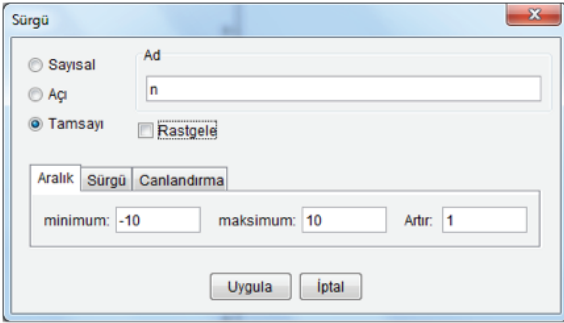 Sürgü
Sayısal
Açı
Tamsayı
Ad
n
Rastgele
Aralık Sürgü Canlandırma
minimum: -10 maksimum: 10 Artır: 1
Uygula İptal